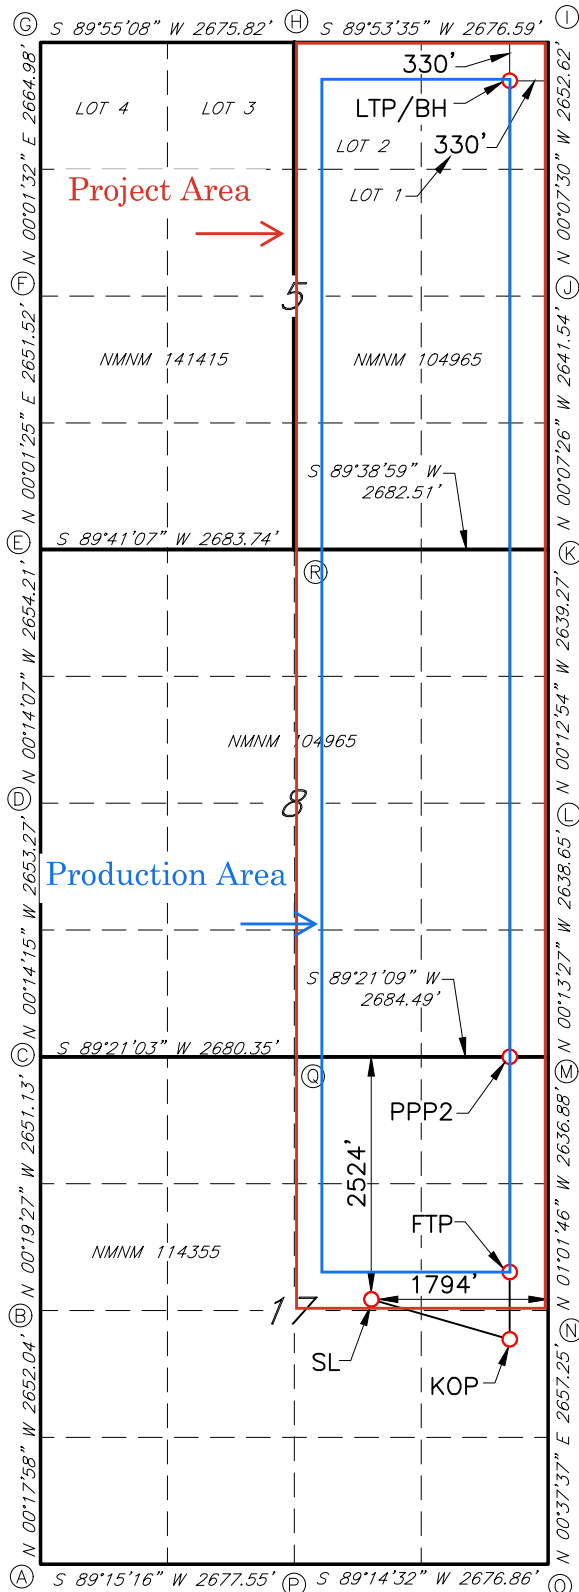 G S 89°55'08" W 2675.82' H S 89°53'35" W 2676.59' I
330'
LTP/BH
330'
LOT 4 LOT 3
LOT 2
LOT 1
N 00°01'32" E 2664.98'
N 00°07'30" W 2652.62'
Project Area
F
5
J
NMNM 141415
NMNM 104965
N 00°01'25" E 2651.52'
N 00°07'26" W 2641.54'
S 89°38'59" W
2682.51'
E S 89°41'07" W 2683.74'
K
R
N 00°14'07" W 2654.21'
N 00°12'54" W 2639.27'
NMNM 104965
D
8
L
Production Area
N 00°14'15" W 2653.27'
N 00°13'27" W 2638.65'
S 89°21'09" W
2684.49'
C S 89°21'03" W 2680.35'
Q
M
PPP2
2524'
N 00°19'27" W 2651.13'
N 01°01'46" W 2636.88'
FTP
NMNM 114355
1794'
B
17
N
SL
KOP
N 00°17'58" W 2652.04'
N 00°37'37" E 2657.25'
A S 89°15'16" W 2677.55' P S 89°14'32" W 2676.86' O